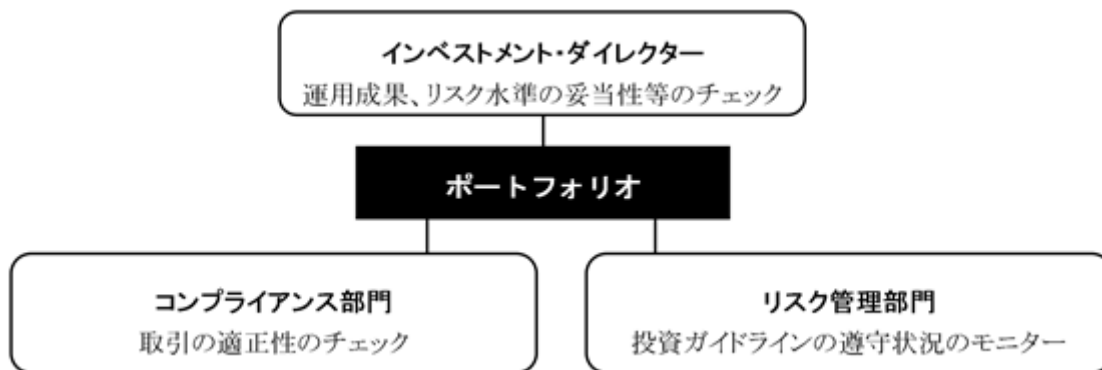 インベストメント・ダイレクター
運用成果、リスク水準の妥当性等のチェック
ポートフォリオ
コンプライアンス部門
取引の適正性のチェック
リスク管理部門
投資ガイドラインの遵守状況のモニター